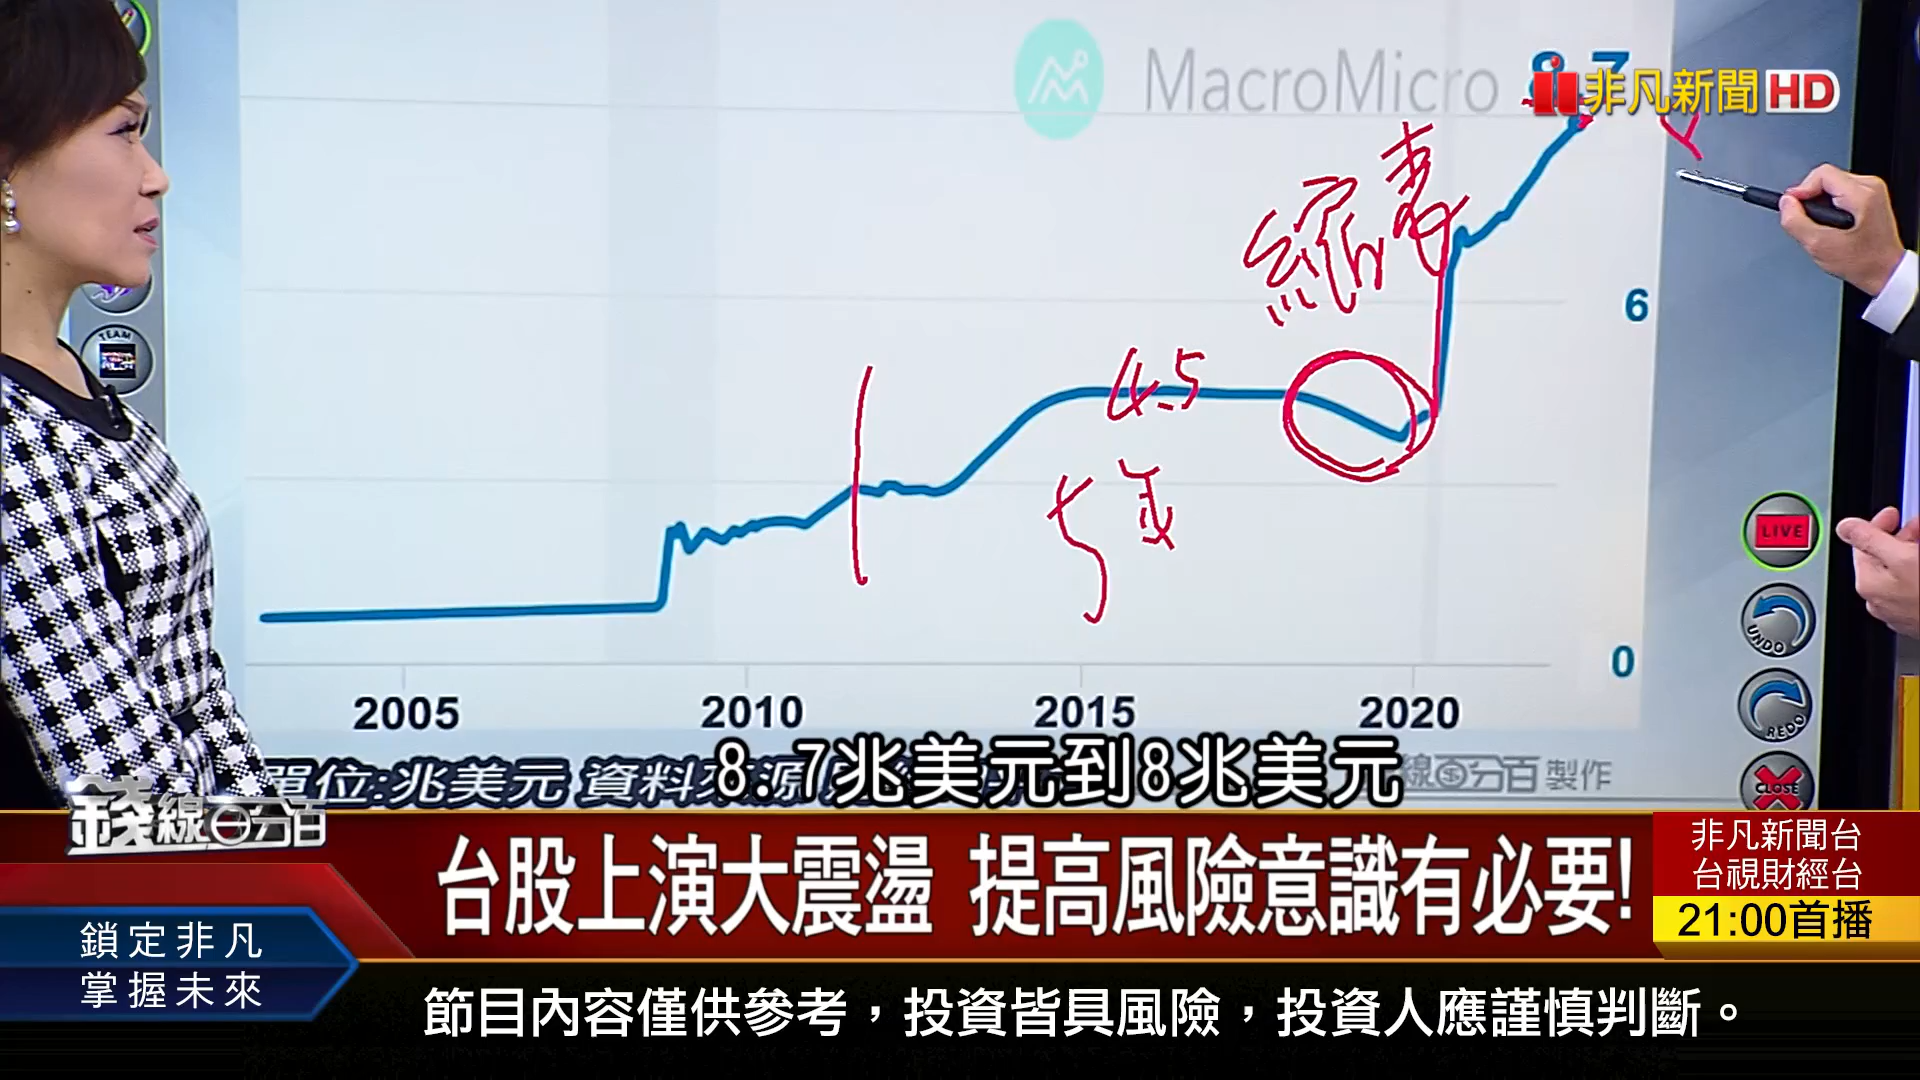 MacroMicro
8.7
非凡新聞 HD
縮表
6
4.5
TEAM
LIVE
UNDO
0
REDO
2005 2010 2015 2020
CLOSE
單位:兆美元 資料來源
製作
8.7兆美元到8兆美元
錢線百分百
台股上演大震盪 提高風險意識有必要!
非凡新聞台
台視財經台
21:00首播
鎖定非凡
掌握未來
節目內容僅供參考，投資皆具風險，投資人應謹慎判斷。